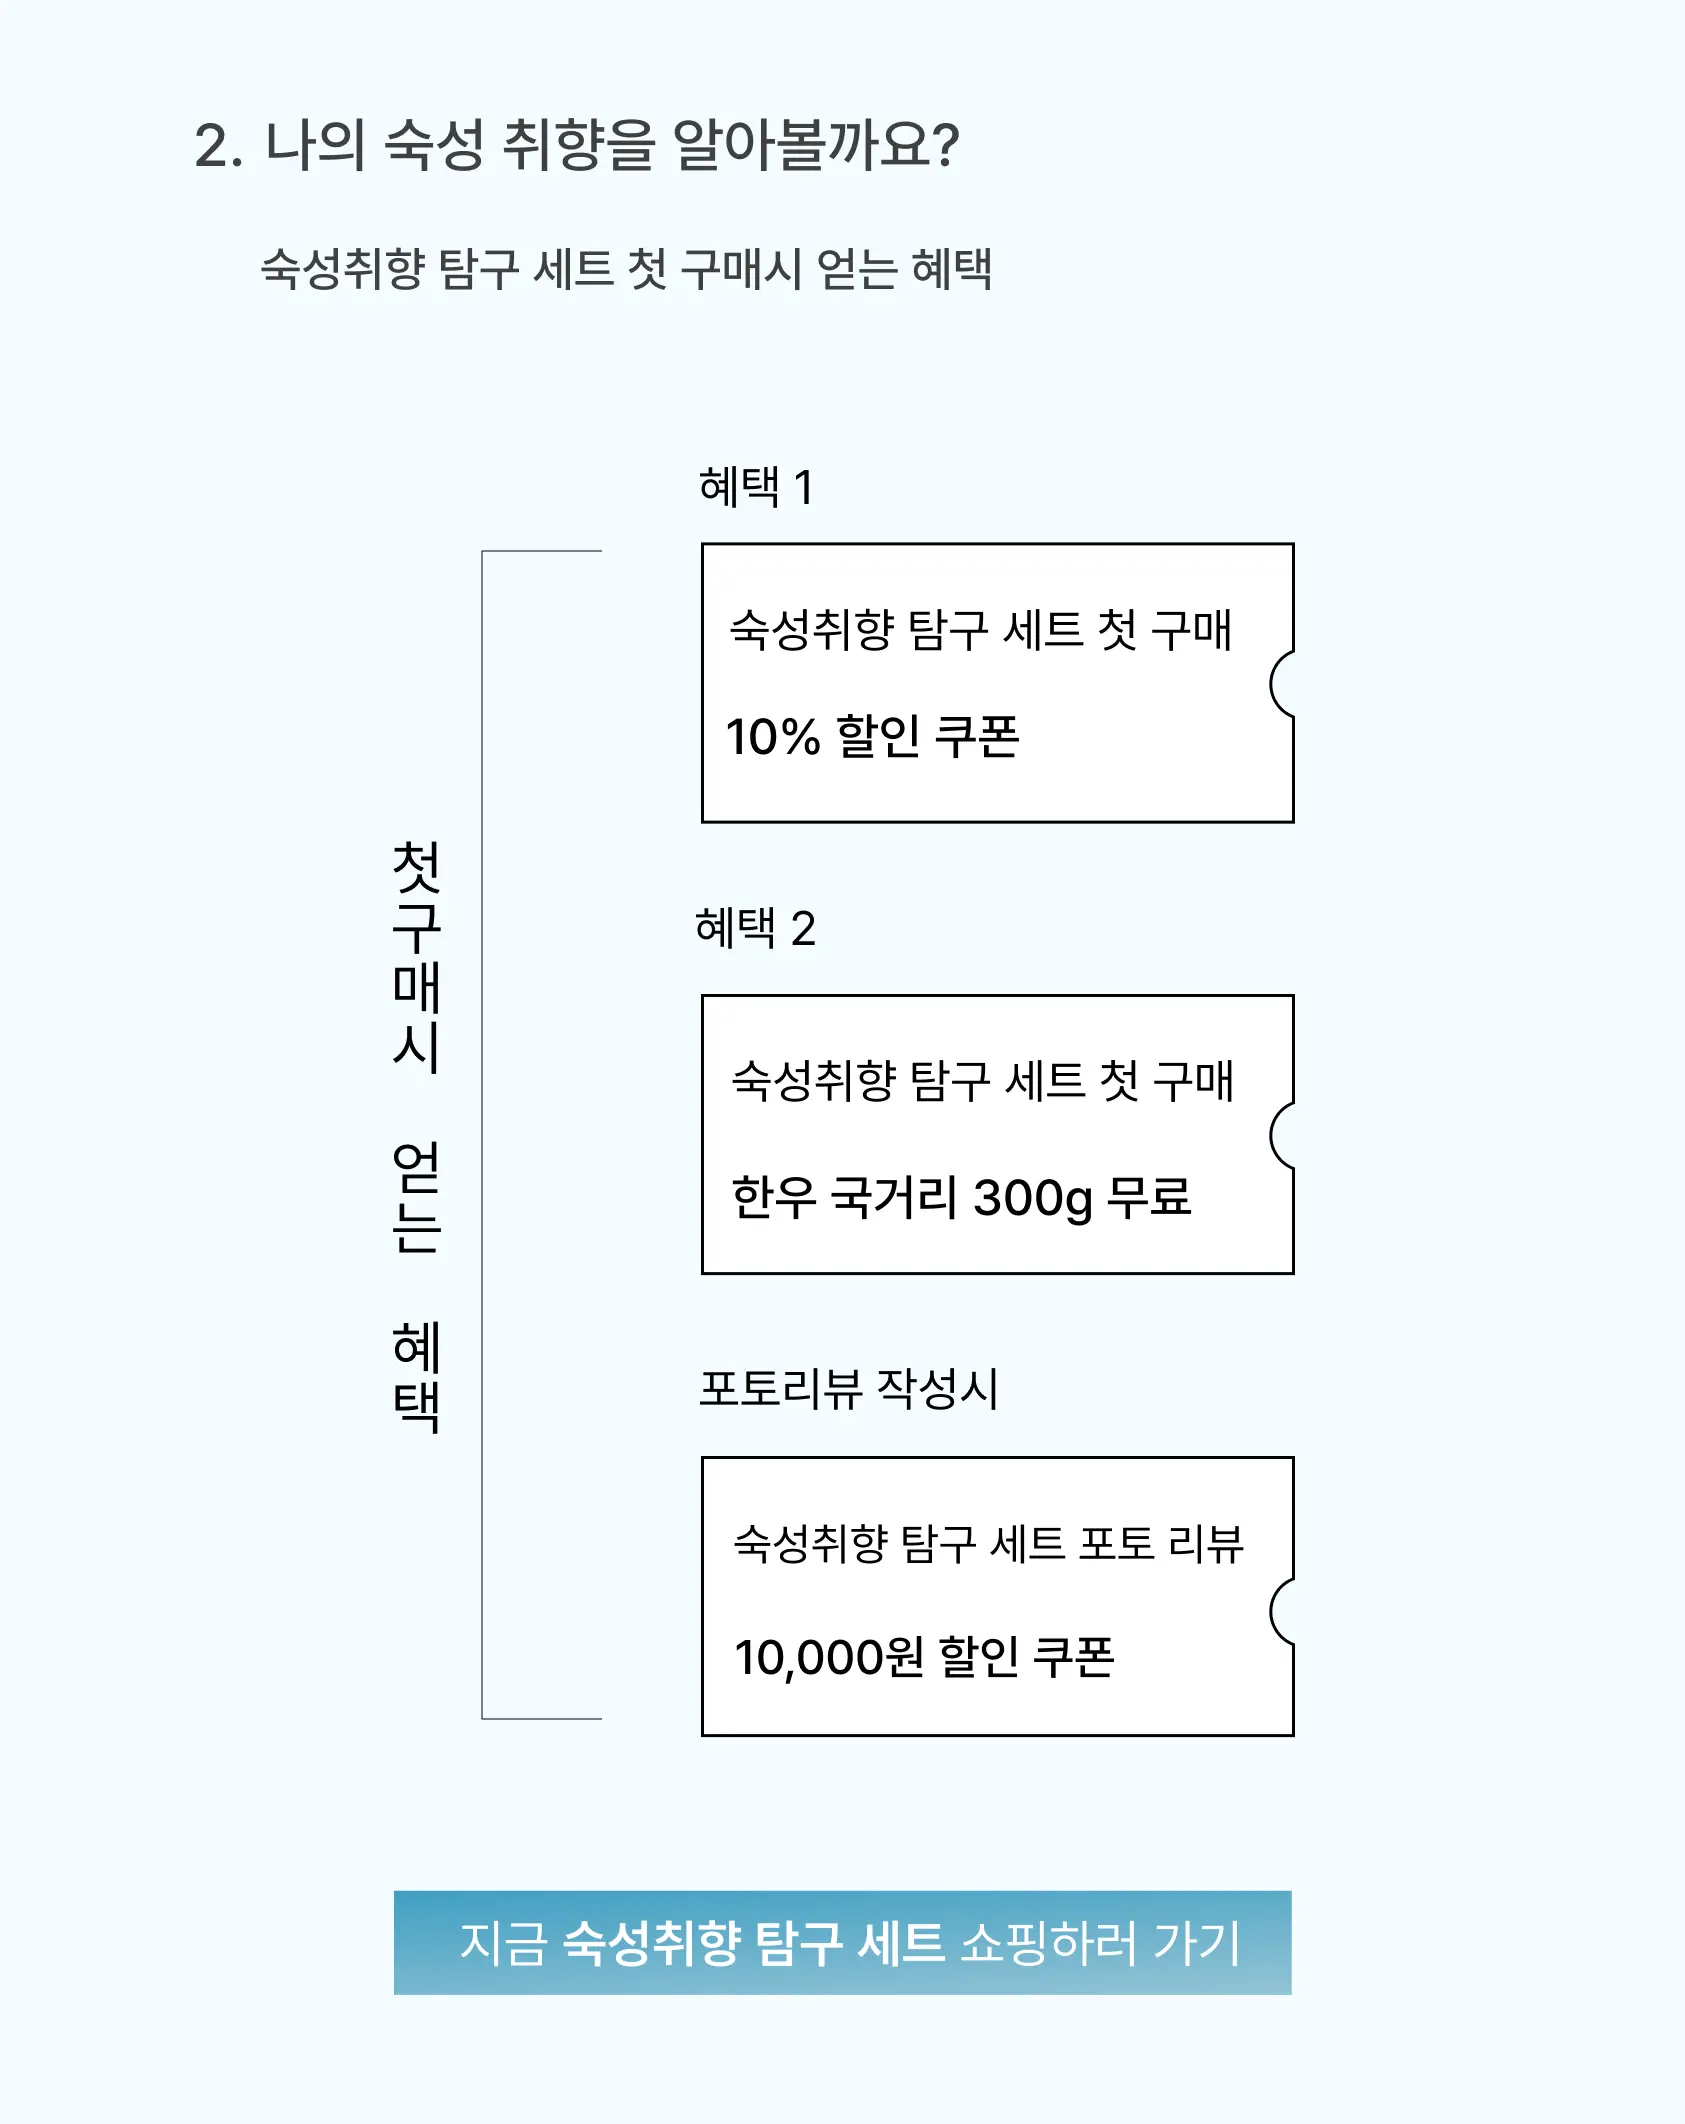 2. 나의 숙성 취향을 알아볼까요?
숙성취향 탐구 세트 첫 구매시 얻는 혜택
첫구매시 얻는 혜택
혜택 1
숙성취향 탐구 세트 첫 구매
10% 할인 쿠폰
혜택 2
숙성취향 탐구 세트 첫 구매
한우 국거리 300g 무료
포토리뷰 작성시
숙성취향 탐구 세트 포토 리뷰
10,000원 할인 쿠폰
지금 숙성취향 탐구 세트 쇼핑하러 가기